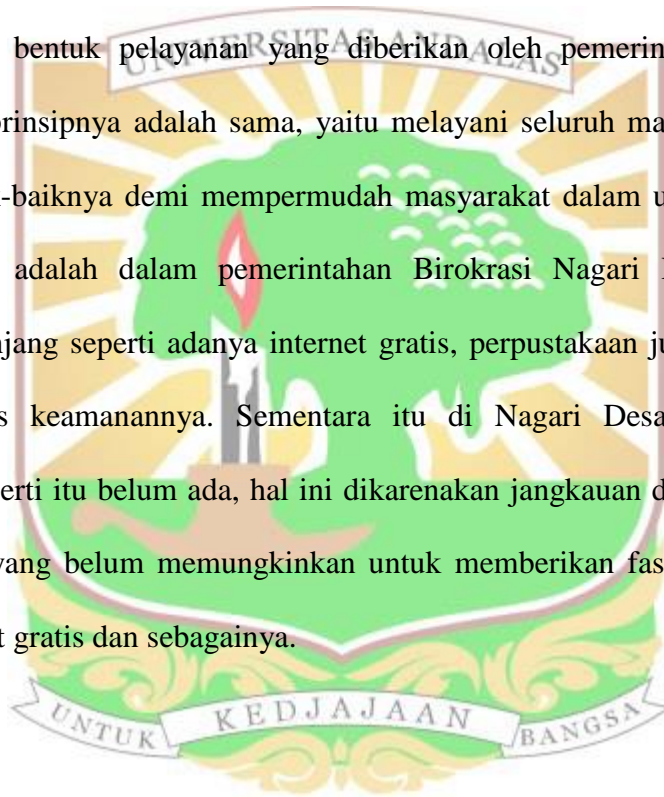 UNIVERSITAS ANDALAS
bentuk pelayanan yang diberikan oleh pemerin
prinsipnya adalah sama, yaitu melayani seluruh ma
-baiknya demi mempermudah masyarakat dalam u
adalah dalam pemerintahan Birokrasi Nagari
njang seperti adanya internet gratis, perpustakaan ju
s keamanannya. Sementara itu di Nagari Desa
erti itu belum ada, hal ini dikarenakan jangkauan d
yang belum memungkinkan untuk memberikan fas
t gratis dan sebagainya.
UNTUK KEDJAJAAN BANGSA